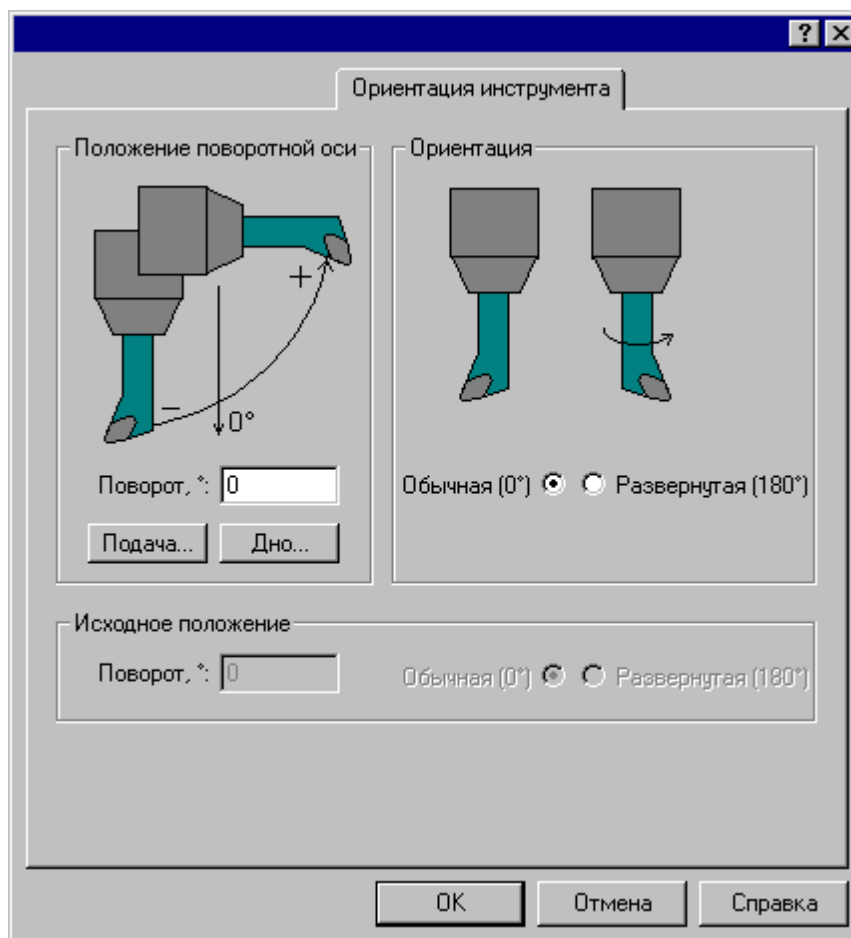 Ориентация инструмента
Положение поворотной оси
+
−
0°
Поворот, °: 0
Подача... Дно...
Ориентация
Обычная (0°) Развернутая (180°)
Исходное положение
Поворот, °: 0 Обычная (0°) Развернутая (180°)
OK Отмена Справка